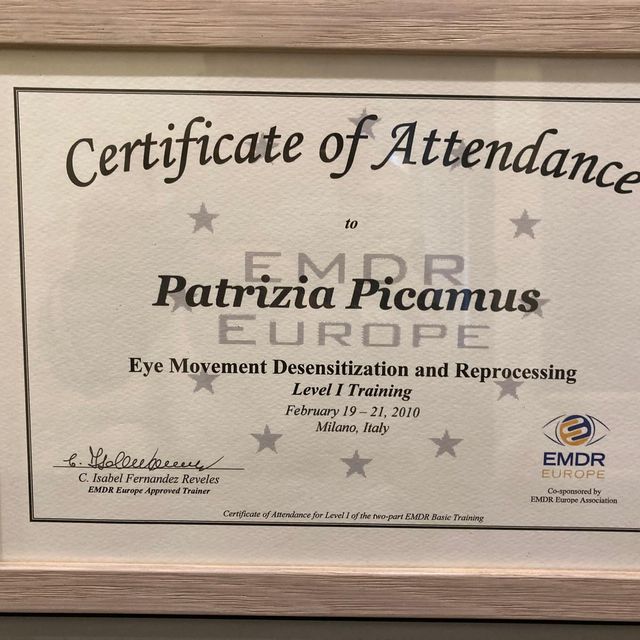 Certificate of Attendance
to
EMDR
Patrizia Picamus
EUROPE
Eye Movement Desensitization and Reprocessing
Level I Training
February 19 – 21, 2010
Milano, Italy
C. Isabel Fernandez Reveles
EMDR Europe Approved Trainer
EMDR
EUROPE
Co-sponsored by
EMDR Europe Association
Certificate of Attendance for Level I of the two-part EMDR Basic Training